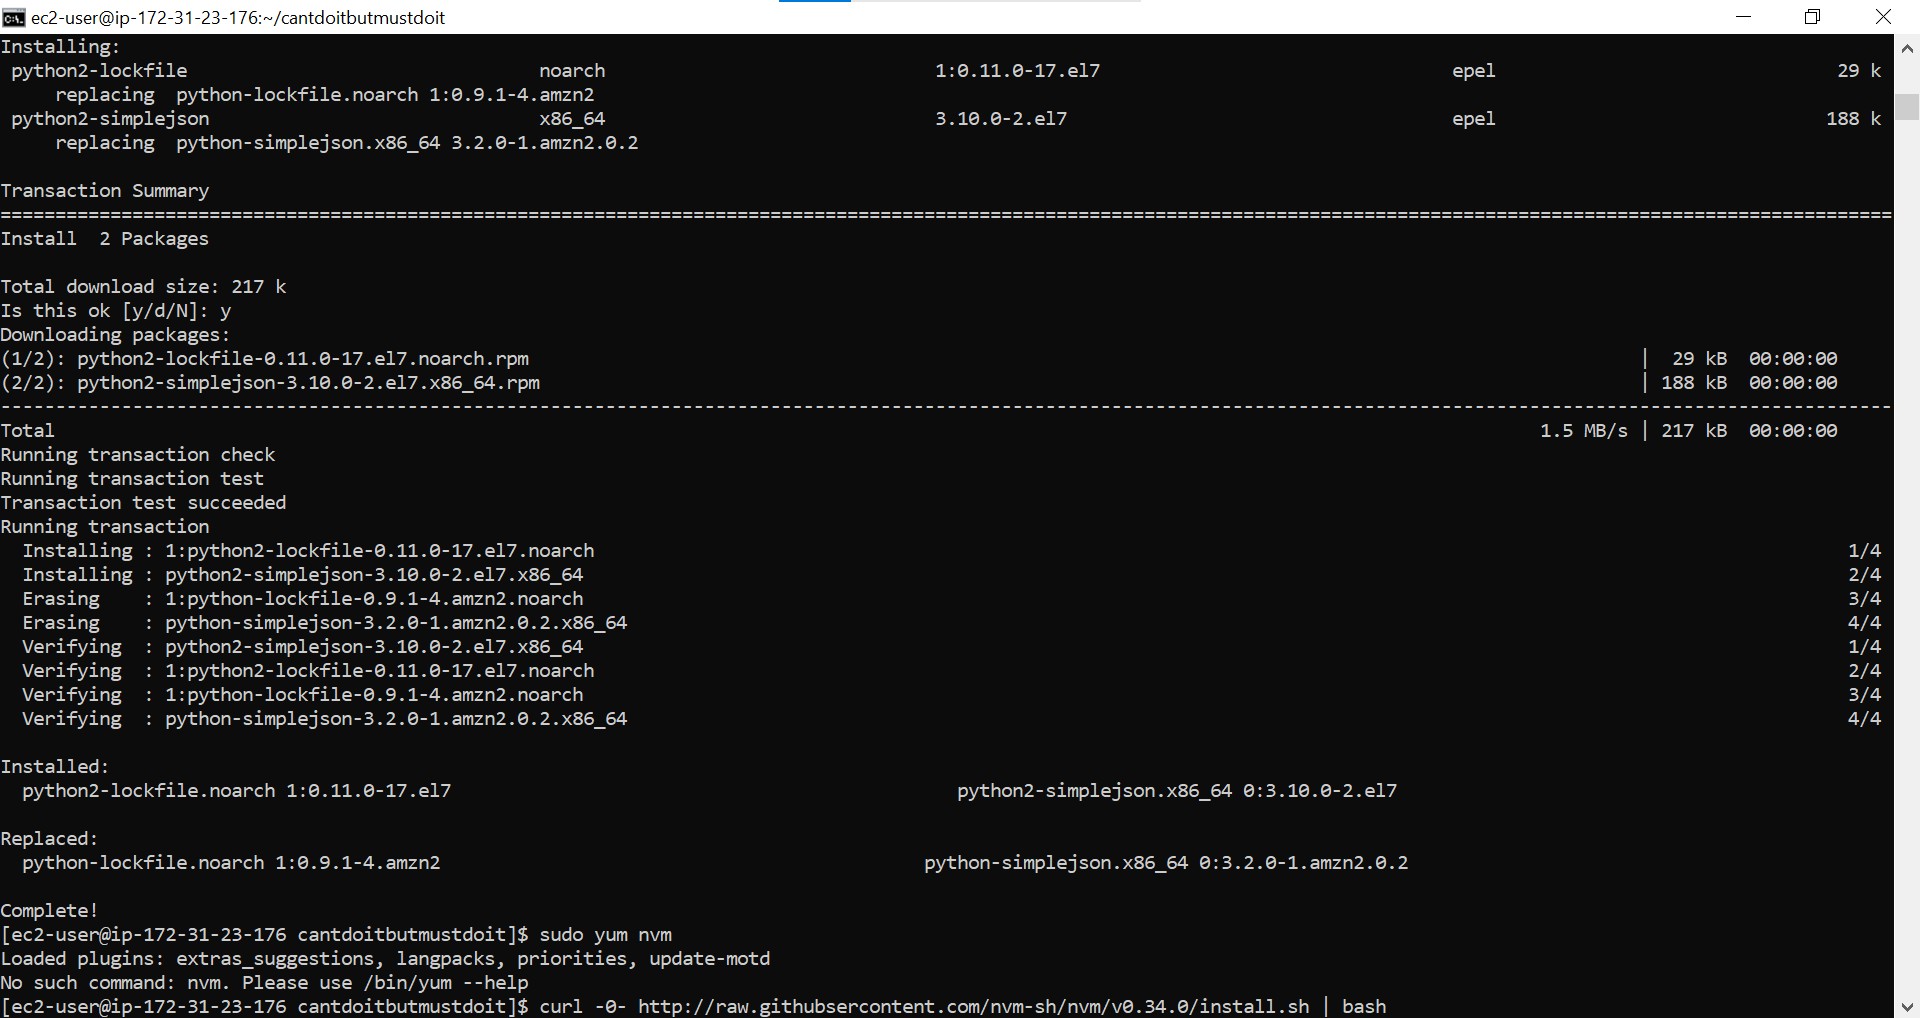 ec2-user@ip-172-31-23-176:~/cantdoitbutmustdoit
Installing:
python2-lockfile noarch 1:0.11.0-17.el7 epel 29 k
replacing python-lockfile.noarch 1:0.9.1-4.amzn2
python2-simplejson x86_64 3.10.0-2.el7 epel 188 k
replacing python-simplejson.x86_64 3.2.0-1.amzn2.0.2
Transaction Summary
================================================================================
Install 2 Packages
Total download size: 217 k
Is this ok [y/d/N]: y
Downloading packages:
(1/2): python2-lockfile-0.11.0-17.el7.noarch.rpm | 29 kB 00:00:00
(2/2): python2-simplejson-3.10.0-2.el7.x86_64.rpm | 188 kB 00:00:00
--------------------------------------------------------------------------------
Total 1.5 MB/s | 217 kB 00:00:00
Running transaction check
Running transaction test
Transaction test succeeded
Running transaction
Installing : 1:python2-lockfile-0.11.0-17.el7.noarch 1/4
Installing : python2-simplejson-3.10.0-2.el7.x86_64 2/4
Erasing : 1:python-lockfile-0.9.1-4.amzn2.noarch 3/4
Erasing : python-simplejson-3.2.0-1.amzn2.0.2.x86_64 4/4
Verifying : python2-simplejson-3.10.0-2.el7.x86_64 1/4
Verifying : 1:python2-lockfile-0.11.0-17.el7.noarch 2/4
Verifying : 1:python-lockfile-0.9.1-4.amzn2.noarch 3/4
Verifying : python-simplejson-3.2.0-1.amzn2.0.2.x86_64 4/4
Installed:
python2-lockfile.noarch 1:0.11.0-17.el7 python2-simplejson.x86_64 0:3.10.0-2.el7
Replaced:
python-lockfile.noarch 1:0.9.1-4.amzn2 python-simplejson.x86_64 0:3.2.0-1.amzn2.0.2
Complete!
[ec2-user@ip-172-31-23-176 cantdoitbutmustdoit]$ sudo yum nvm
Loaded plugins: extras_suggestions, langpacks, priorities, update-motd
No such command: nvm. Please use /bin/yum --help
[ec2-user@ip-172-31-23-176 cantdoitbutmustdoit]$ curl -0- http://raw.githubsercontent.com/nvm-sh/nvm/v0.34.0/install.sh | bash